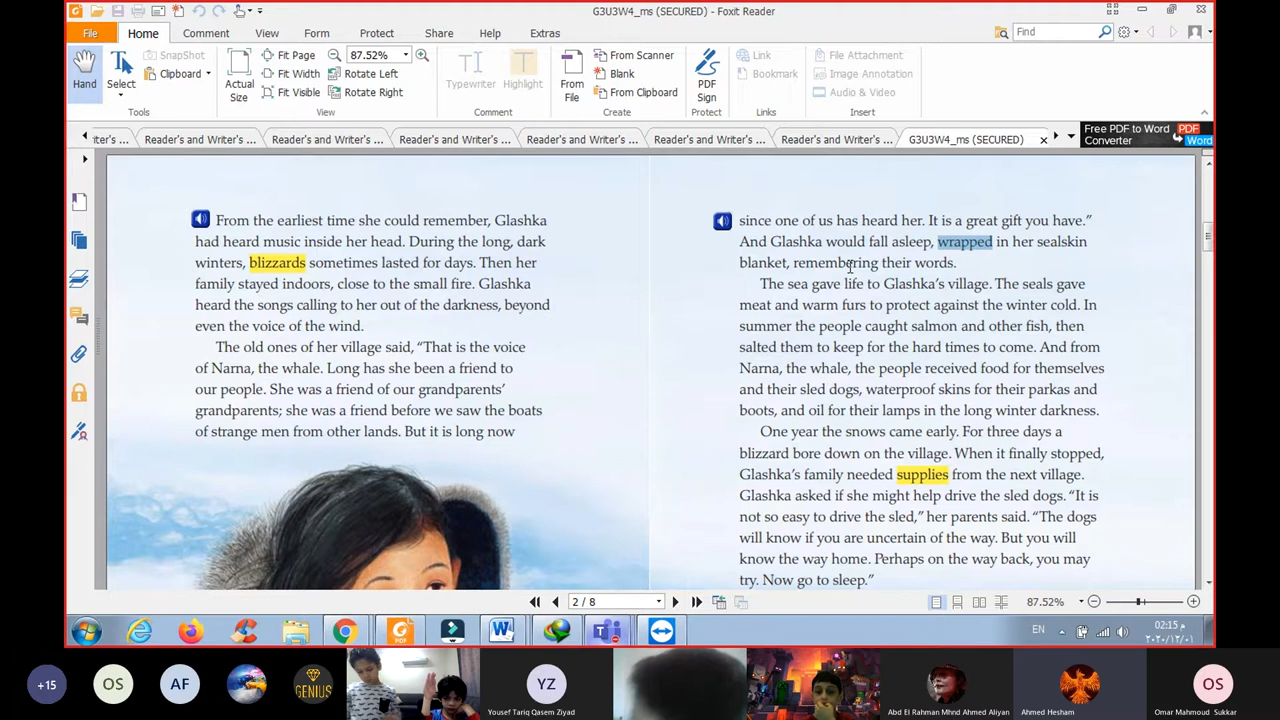 G3U3W4_ms (SECURED) - Foxit Reader
File
Home
Comment
View
Form
Protect
Share
Help
Extras
Find
Hand
Select
SnapShot
Clipboard
Tools
Actual
Size
Fit Page
Fit Width
Fit Visible
87.52%
Rotate Left
Rotate Right
View
Typewriter
Highlight
Comment
From
File
From Scanner
Blank
From Clipboard
Create
PDF
Sign
Protect
Link
Bookmark
Links
File Attachment
Image Annotation
Audio & Video
Insert
iter's ...
Reader's and Writer's ...
Reader's and Writer's ...
Reader's and Writer's ...
Reader's and Writer's ...
Reader's and Writer's ...
Reader's and Writer's ...
G3U3W4_ms (SECURED)
Free PDF to Word
Converter
PDF
Word
From the earliest time she could remember, Glashka
had heard music inside her head. During the long, dark
winters, blizzards sometimes lasted for days. Then her
family stayed indoors, close to the small fire. Glashka
heard the songs calling to her out of the darkness, beyond
even the voice of the wind.
The old ones of her village said, “That is the voice
of Narna, the whale. Long has she been a friend to
our people. She was a friend of our grandparents’
grandparents; she was a friend before we saw the boats
of strange men from other lands. But it is long now
since one of us has heard her. It is a great gift you have.”
And Glashka would fall asleep, wrapped in her sealskin
blanket, remembering their words.
The sea gave life to Glashka’s village. The seals gave
meat and warm furs to protect against the winter cold. In
summer the people caught salmon and other fish, then
salted them to keep for the hard times to come. And from
Narna, the whale, the people received food for themselves
and their sled dogs, waterproof skins for their parkas and
boots, and oil for their lamps in the long winter darkness.
One year the snows came early. For three days a
blizzard bore down on the village. When it finally stopped,
Glashka’s family needed supplies from the next village.
Glashka asked if she might help drive the sled dogs. “It is
not so easy to drive the sled,” her parents said. “The dogs
will know if you are uncertain of the way. But you will
know the way home. Perhaps on the way back, you may
try. Now go to sleep.”
2 / 8
87.52%
EN
02:15 م
٢٠٢٠/١٢/٠١
+15
OS
AF
GENIUS
YZ
Yousef Tariq Qasem Ziyad
Abd El Rahman Mhnd Ahmed Aliyan
Ahmed Hesham
OS
Omar Mahmoud Sukkar